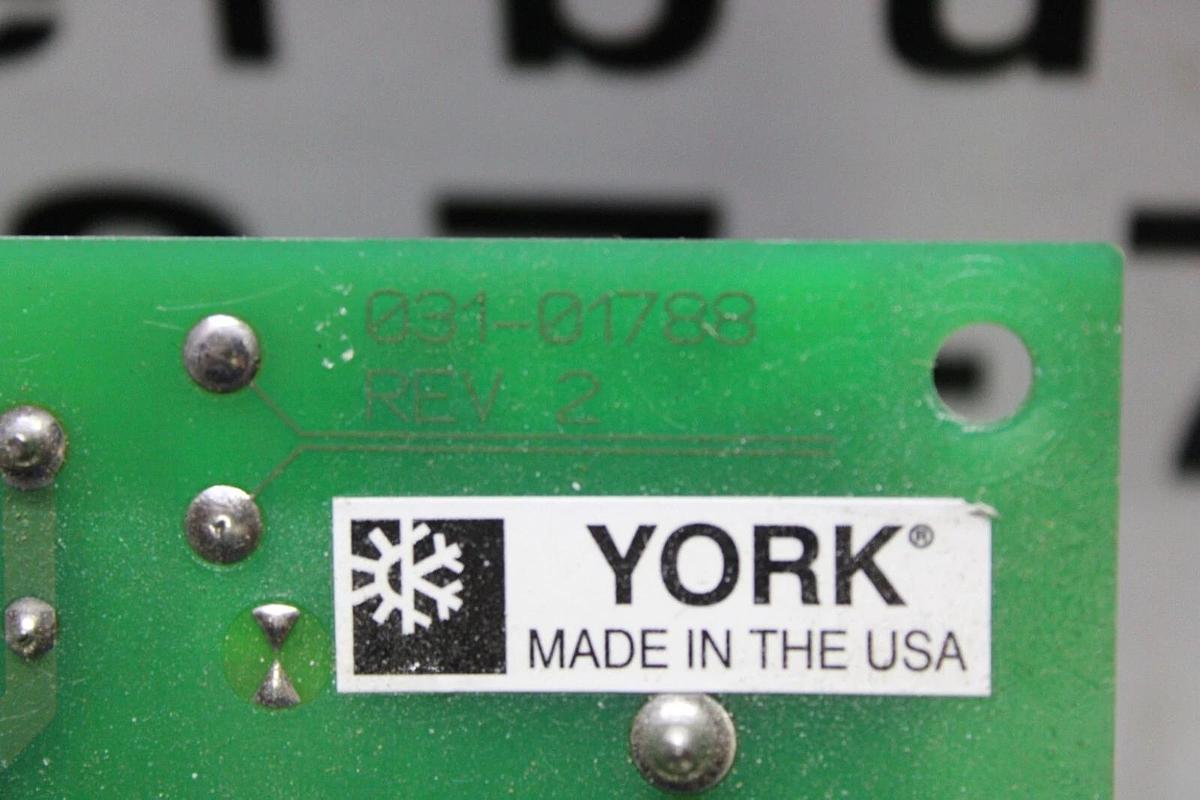 031-01788
REV 2
YORK®
MADE IN THE USA